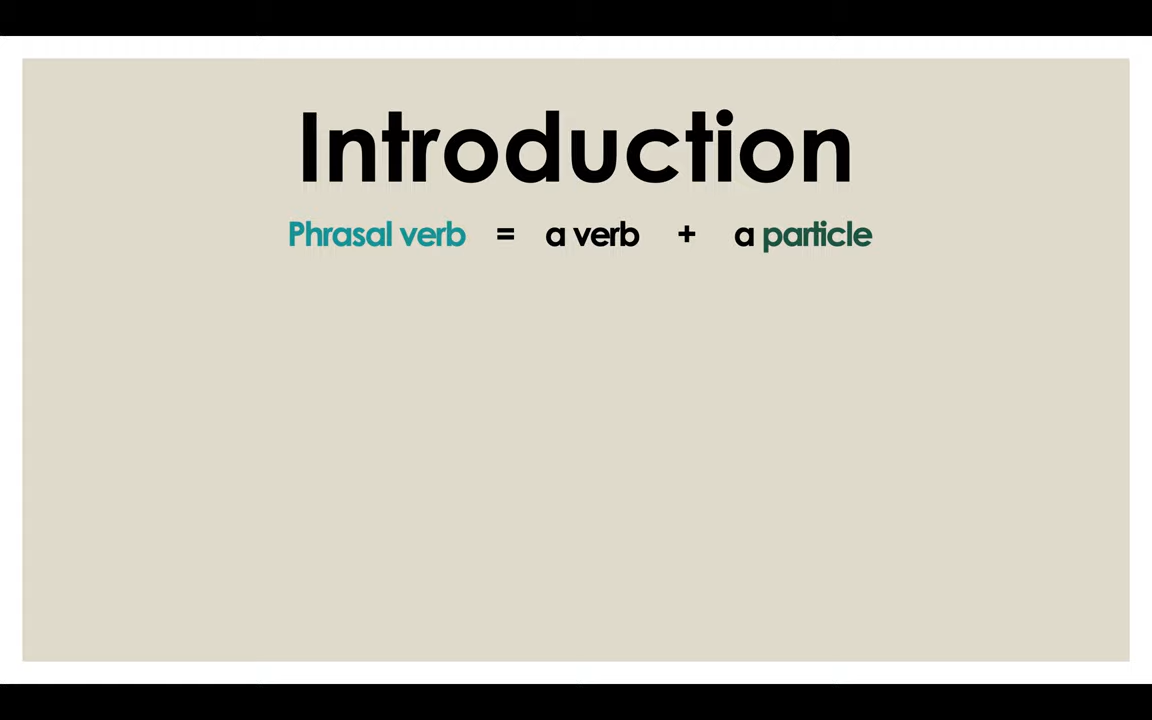 Introduction
Phrasal verb = a verb + a particle